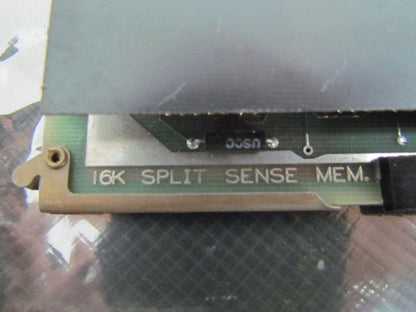 16K SPLIT SENSE MEM.